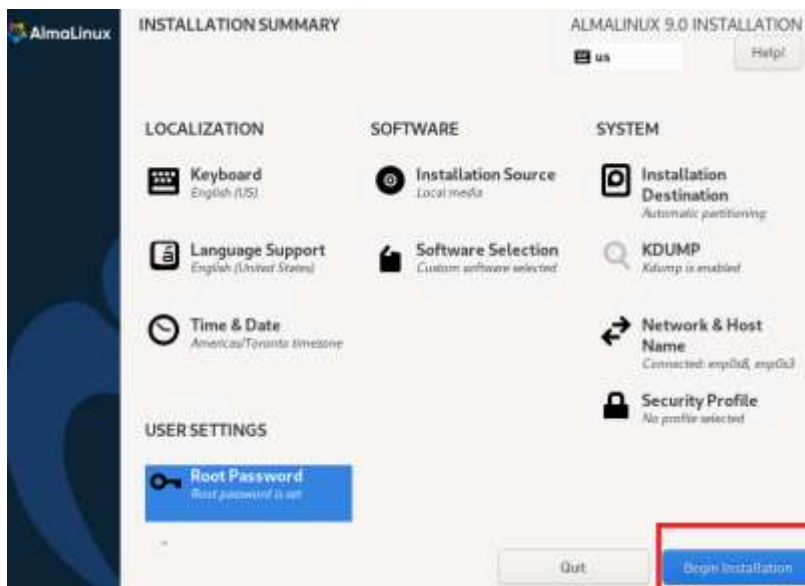 AlmaLinux
INSTALLATION SUMMARY
ALMALINUX 9.0 INSTALLATION
us
Help!
LOCALIZATION
Keyboard
English (US)
Language Support
English (United States)
Time & Date
Americas/Toronto timezone
USER SETTINGS
Root Password
Root password is set
SOFTWARE
Installation Source
Local media
Software Selection
Custom software selected
SYSTEM
Installation
Destination
Automatic partitioning
KDUMP
Kdump is enabled
Network & Host
Name
Connected: enp0s8, enp0s3
Security Profile
No profile selected
Quit
Begin Installation